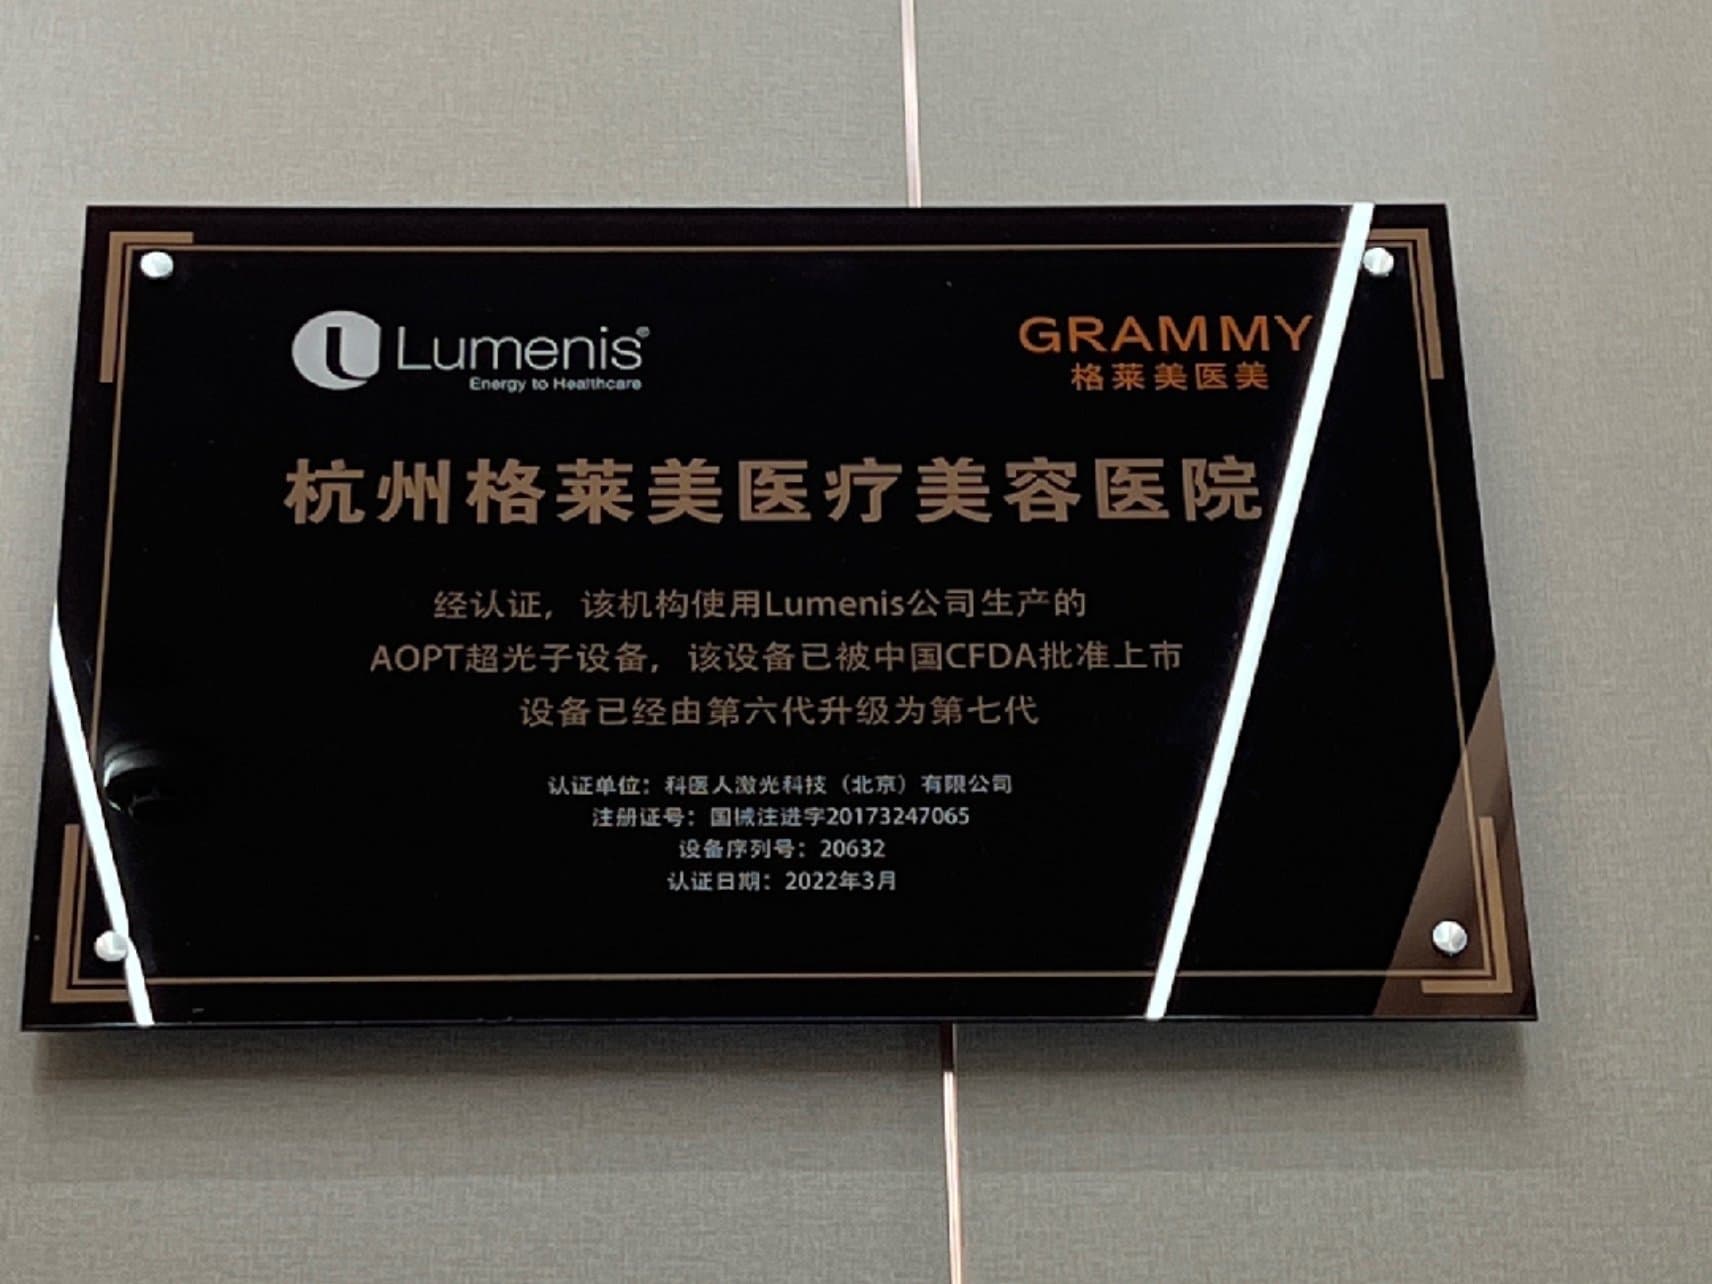 Lumenis®
Energy to Healthcare
GRAMMY
格莱美医美
杭州格莱美医疗美容医院
经认证，该机构使用Lumenis公司生产的
AOPT超光子设备，该设备已被中国CFDA批准上市
设备已经由第六代升级为第七代
认证单位：科医人激光科技（北京）有限公司
注册证号：国械注进字20173247065
设备序列号：20632
认证日期：2022年3月